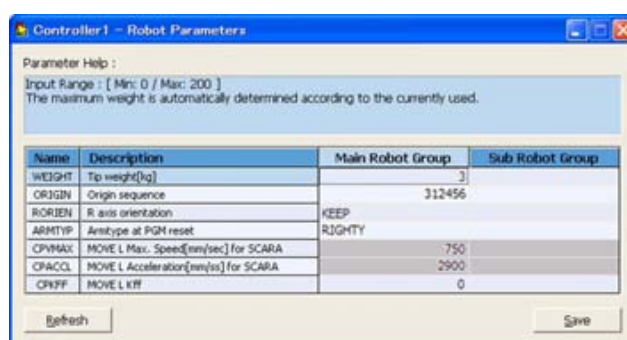 Controller1 - Robot Parameters
Parameter Help :
Input Range : [ Min: 0 / Max: 200 ]
The maximum weight is automatically determined according to the currently used.
Name Description Main Robot Group Sub Robot Group
WEIGHT Tip weight[kg] 3
ORIGIN Origin sequence 312456
RORIEN R axis orientation KEEP
ARMTYP Armtype at PGM reset RIGHTY
CPVMAX MOVE L Max. Speed[mm/sec] for SCARA 750
CPACCL MOVE L Acceleration[mm/ss] for SCARA 2900
CPKFF MOVE L Kff 0
Refresh Save